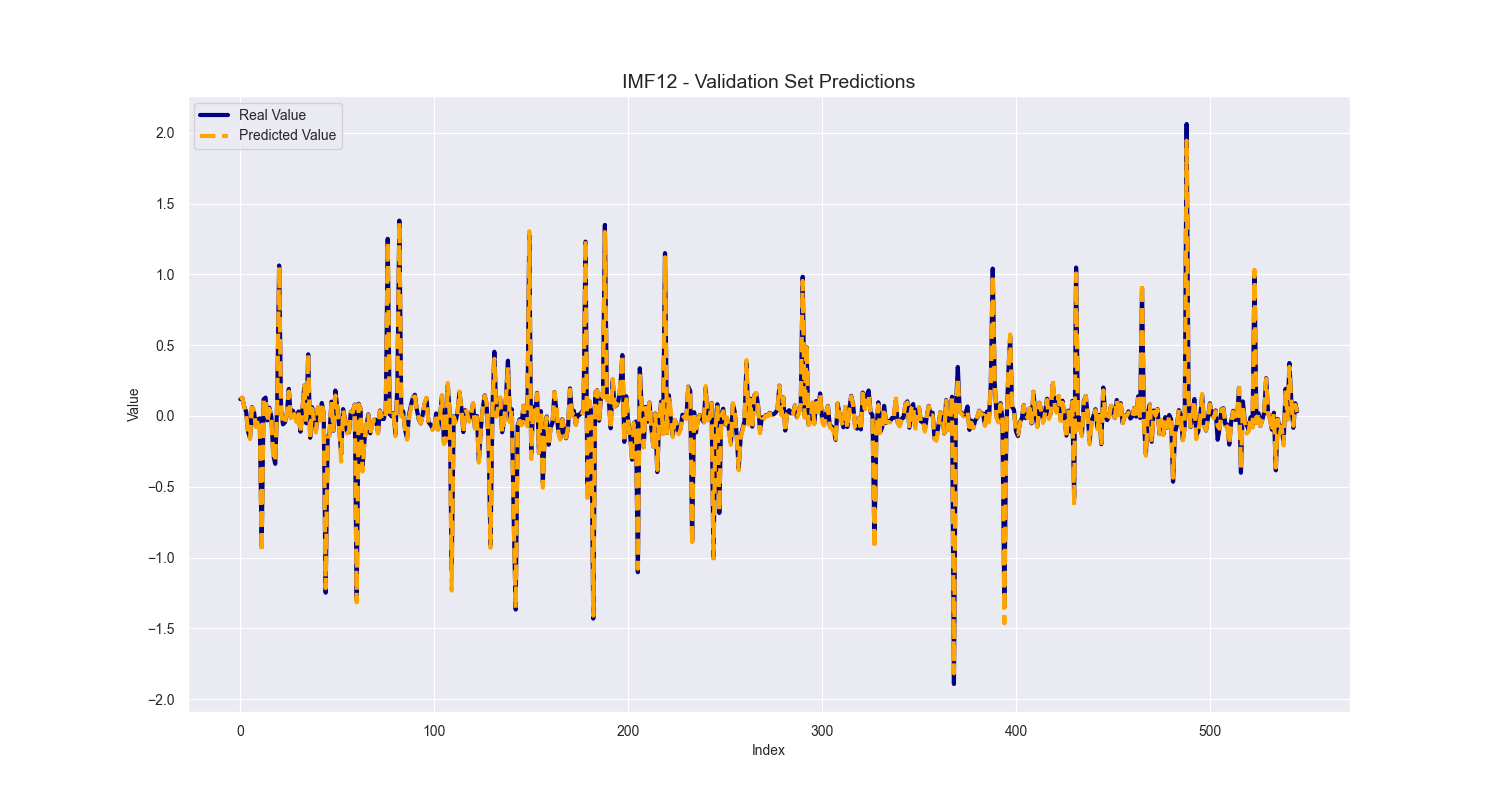 IMF12 - Validation Set Predictions
Real Value
Predicted Value
2.0
1.5
1.0
0.5
0.0
−0.5
−1.0
−1.5
−2.0
Value
0 100 200 300 400 500
Index